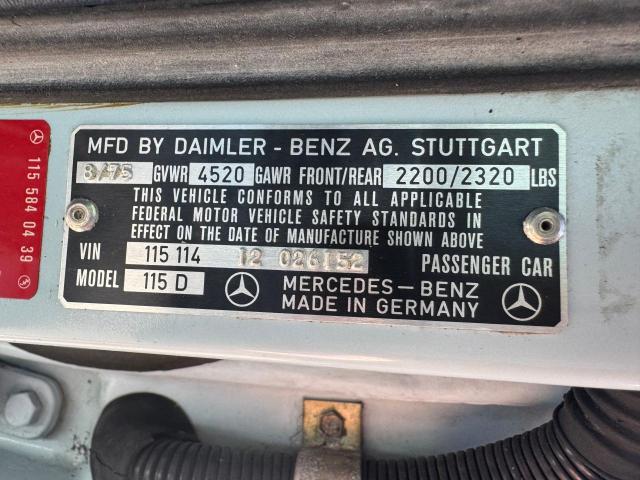 115 584 04 39
MFD BY DAIMLER - BENZ AG. STUTTGART
8/75 GVWR 4520 GAWR FRONT/REAR 2200/2320 LBS
THIS VEHICLE CONFORMS TO ALL APPLICABLE
FEDERAL MOTOR VEHICLE SAFETY STANDARDS IN
EFFECT ON THE DATE OF MANUFACTURE SHOWN ABOVE
VIN 115 114 12 026152 PASSENGER CAR
MODEL 115 D MERCEDES-BENZ
MADE IN GERMANY